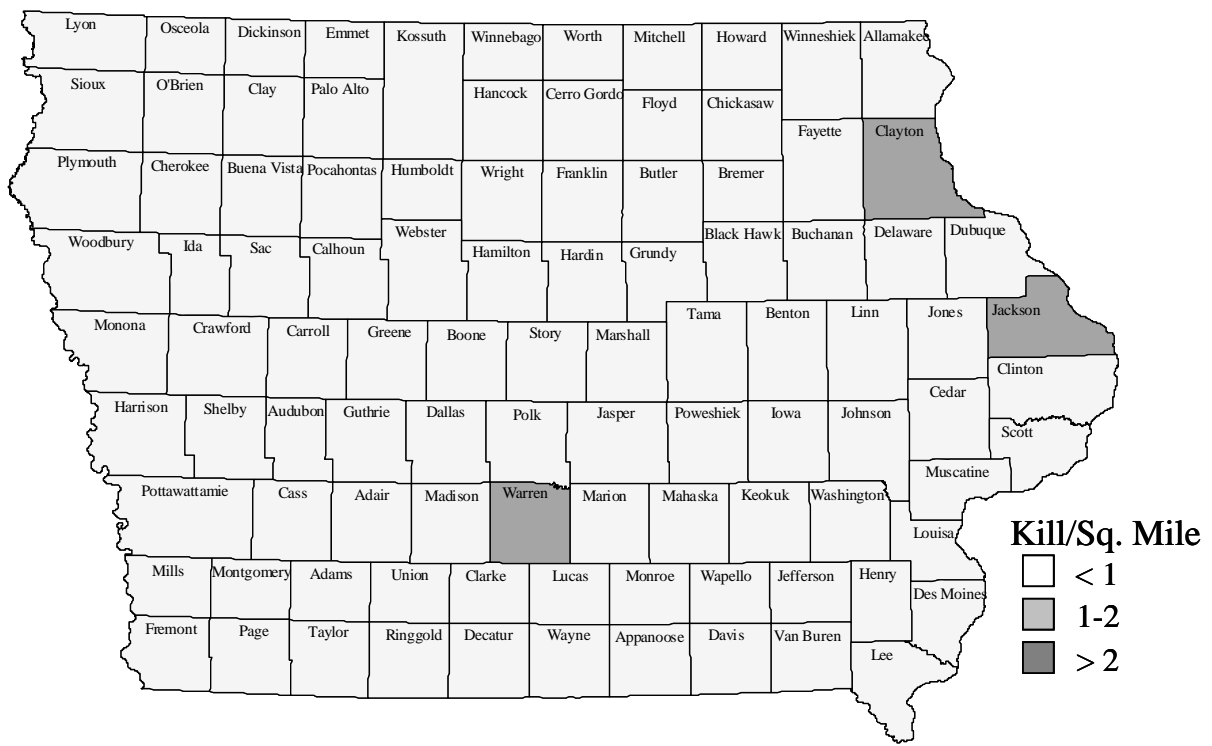 Lyon
Osceola
Dickinson
Emmet
Kossuth
Winnebago
Worth
Mitchell
Howard
Winneshiek
Allamakee
Sioux
O'Brien
Clay
Palo Alto
Hancock
Cerro Gordo
Floyd
Chickasaw
Fayette
Clayton
Plymouth
Cherokee
Buena Vista
Pocahontas
Humboldt
Wright
Franklin
Butler
Bremer
Woodbury
Ida
Sac
Calhoun
Webster
Hamilton
Hardin
Grundy
Black Hawk
Buchanan
Delaware
Dubuque
Monona
Crawford
Carroll
Greene
Boone
Story
Marshall
Tama
Benton
Linn
Jones
Jackson
Clinton
Cedar
Harrison
Shelby
Audubon
Guthrie
Dallas
Polk
Jasper
Poweshiek
Iowa
Johnson
Scott
Muscatine
Pottawattamie
Cass
Adair
Madison
Warren
Marion
Mahaska
Keokuk
Washington
Louisa
Mills
Montgomery
Adams
Union
Clarke
Lucas
Monroe
Wapello
Jefferson
Henry
Des Moines
Fremont
Page
Taylor
Ringgold
Decatur
Wayne
Appanoose
Davis
Van Buren
Lee
Kill/Sq. Mile
< 1
1-2
> 2